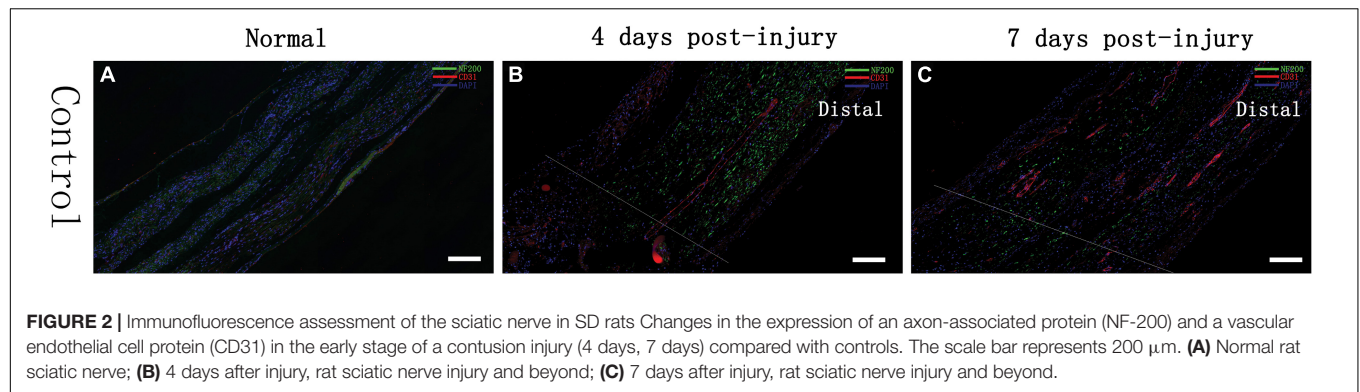 Normal
4 days post-injury
7 days post-injury
Control
A
NF200
CD31
DAPI
B
NF200
CD31
DAPI
Distal
C
NF200
CD31
DAPI
Distal
FIGURE 2 | Immunofluorescence assessment of the sciatic nerve in SD rats Changes in the expression of an axon-associated protein (NF-200) and a vascular
endothelial cell protein (CD31) in the early stage of a contusion injury (4 days, 7 days) compared with controls. The scale bar represents 200 μm. (A) Normal rat
sciatic nerve; (B) 4 days after injury, rat sciatic nerve injury and beyond; (C) 7 days after injury, rat sciatic nerve injury and beyond.